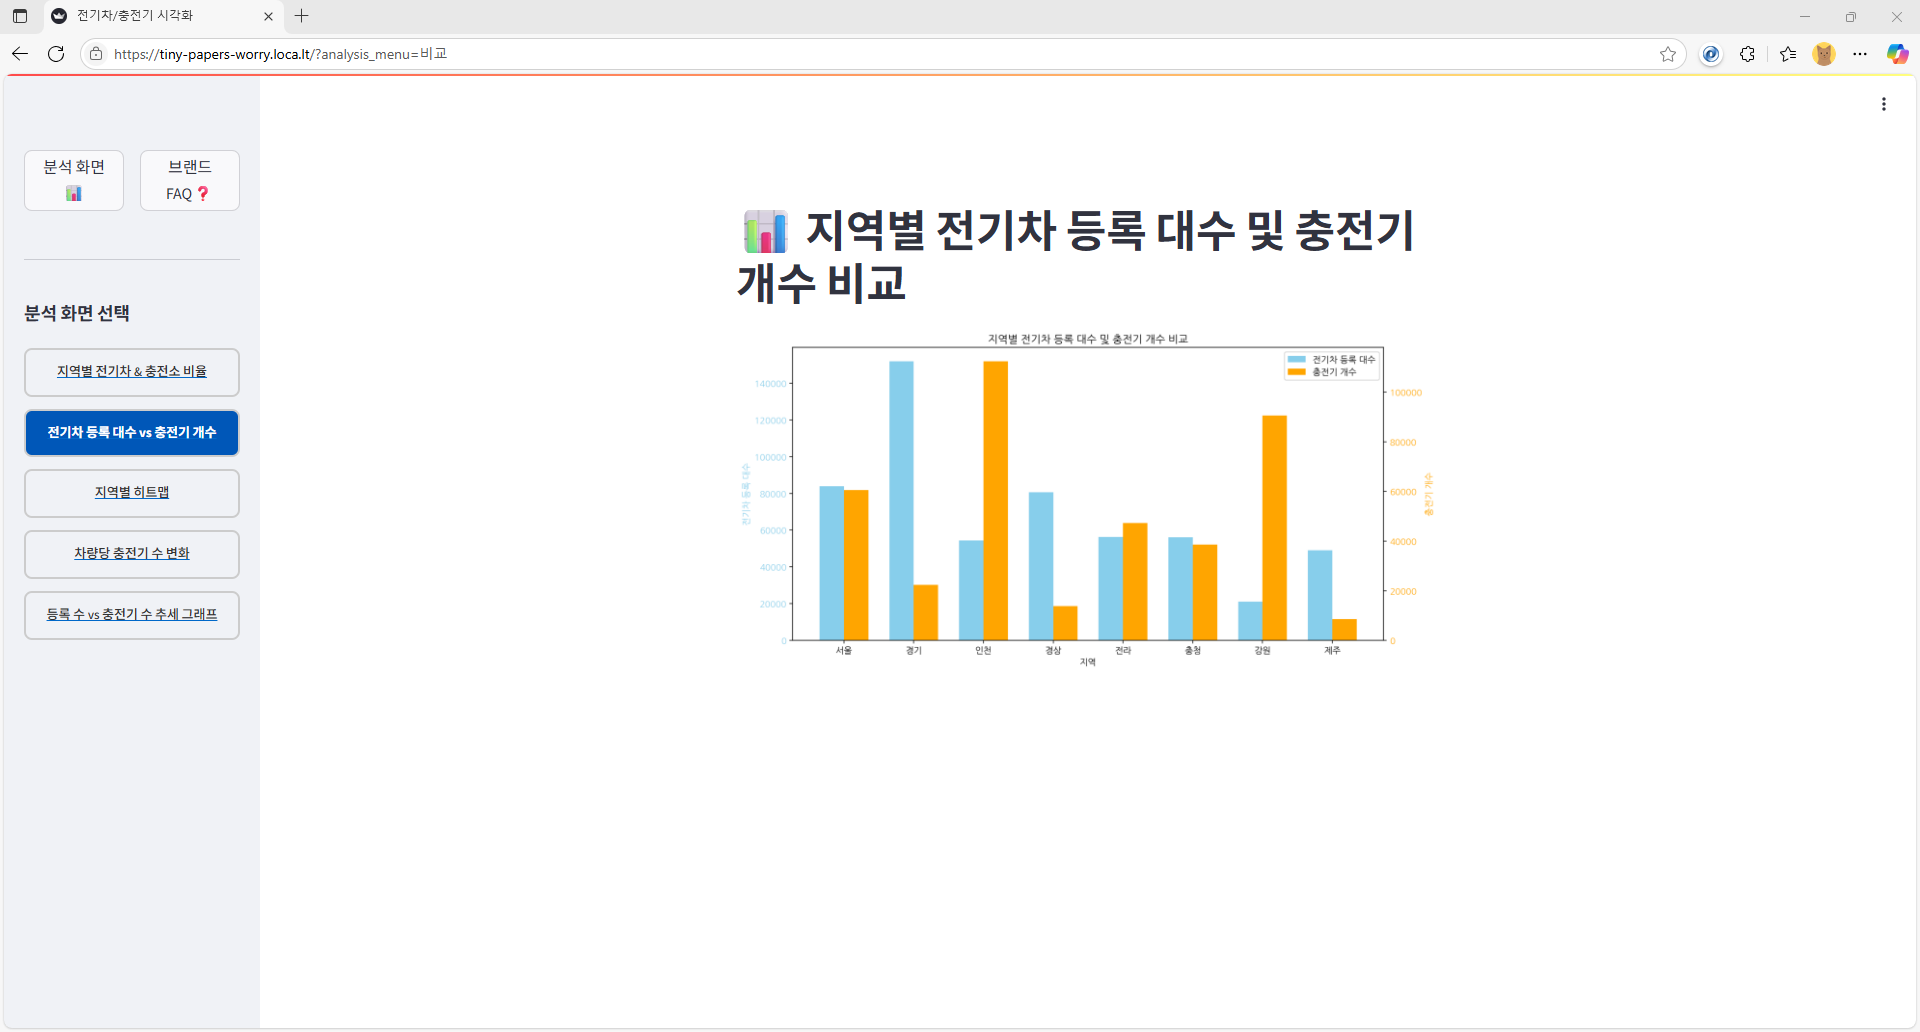 전기차/충전기 시각화
https://tiny-papers-worry.loca.lt/?analysis_menu=비교
분석 화면
브랜드
FAQ ❓
분석 화면 선택
지역별 전기차 & 충전소 비율
전기차 등록 대수 vs 충전기 개수
지역별 히트맵
차량당 충전기 수 변화
등록 수 vs 충전기 수 추세 그래프
📊 지역별 전기차 등록 대수 및 충전기
개수 비교
지역별 전기차 등록 대수 및 충전기 개수 비교
전기차 등록 대수
충전기 개수
전기차 등록 대수
140000
120000
100000
80000
60000
40000
20000
0
100000
80000
60000
40000
20000
0
충전기 개수
서울 경기 인천 경상 전라 충청 강원 제주
지역